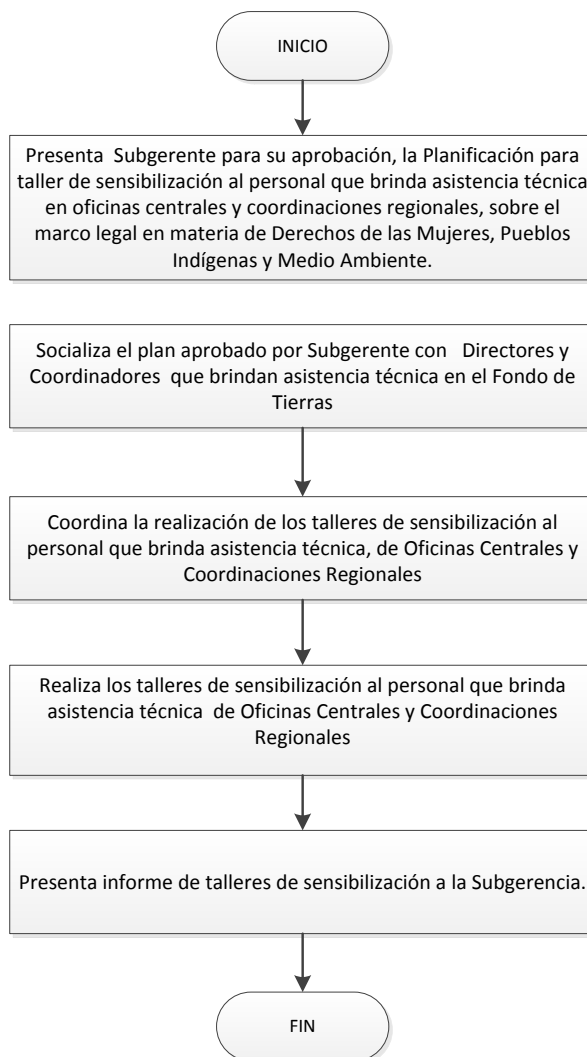 INICIO
Presenta Subgerente para su aprobación, la Planificación para
taller de sensibilización al personal que brinda asistencia técnica
en oficinas centrales y coordinaciones regionales, sobre el
marco legal en materia de Derechos de las Mujeres, Pueblos
Indígenas y Medio Ambiente.
Socializa el plan aprobado por Subgerente con Directores y
Coordinadores que brindan asistencia técnica en el Fondo de
Tierras
Coordina la realización de los talleres de sensibilización al
personal que brinda asistencia técnica, de Oficinas Centrales y
Coordinaciones Regionales
Realiza los talleres de sensibilización al personal que brinda
asistencia técnica de Oficinas Centrales y Coordinaciones
Regionales
Presenta informe de talleres de sensibilización a la Subgerencia.
FIN